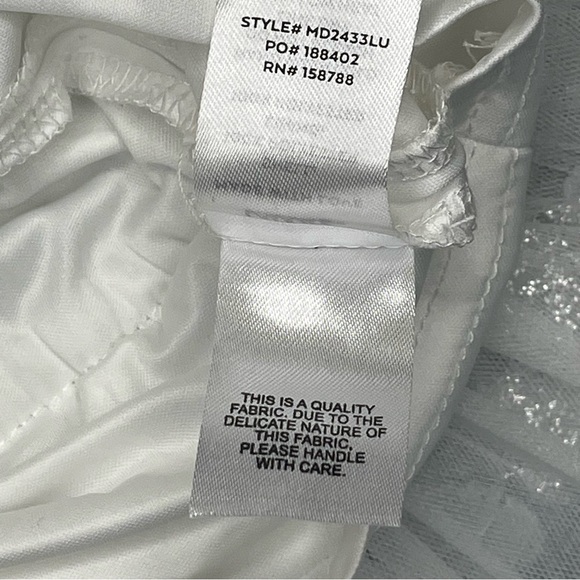 STYLE# MD2433LU
PO# 188402
RN# 158788
THIS IS A QUALITY
FABRIC. DUE TO THE
DELICATE NATURE OF
THIS FABRIC,
PLEASE HANDLE
WITH CARE.